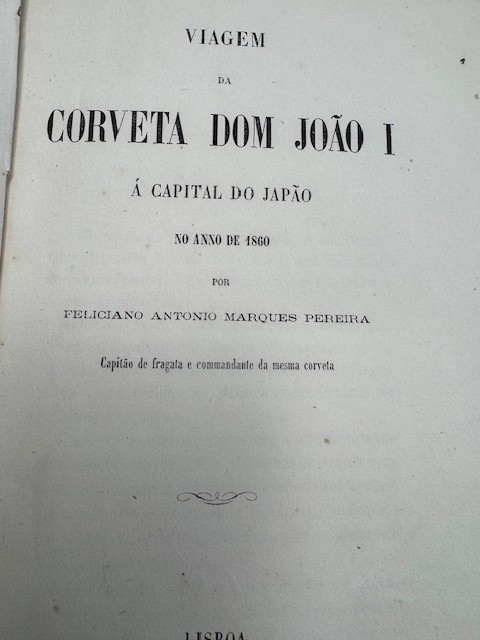 VIAGEM
DA
CORVETA DOM JOÃO I
Á CAPITAL DO JAPÃO
NO ANNO DE 1860
POR
FELICIANO ANTONIO MARQUES PEREIRA
Capitão de fragata e commandante da mesma corveta
LISBOA